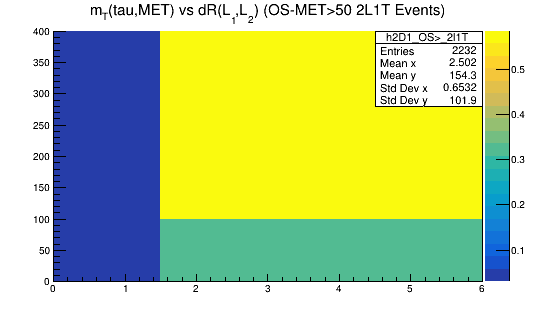 m_T(tau,MET) vs dR(L_1,L_2) (OS-MET>50 2L1T Events)
h2D1_OS>_2l1T
Entries 2232
Mean x 2.502
Mean y 154.3
Std Dev x 0.6532
Std Dev y 101.9
400
350
300
250
200
150
100
50
0
0 1 2 3 4 5 6
0.5
0.4
0.3
0.2
0.1